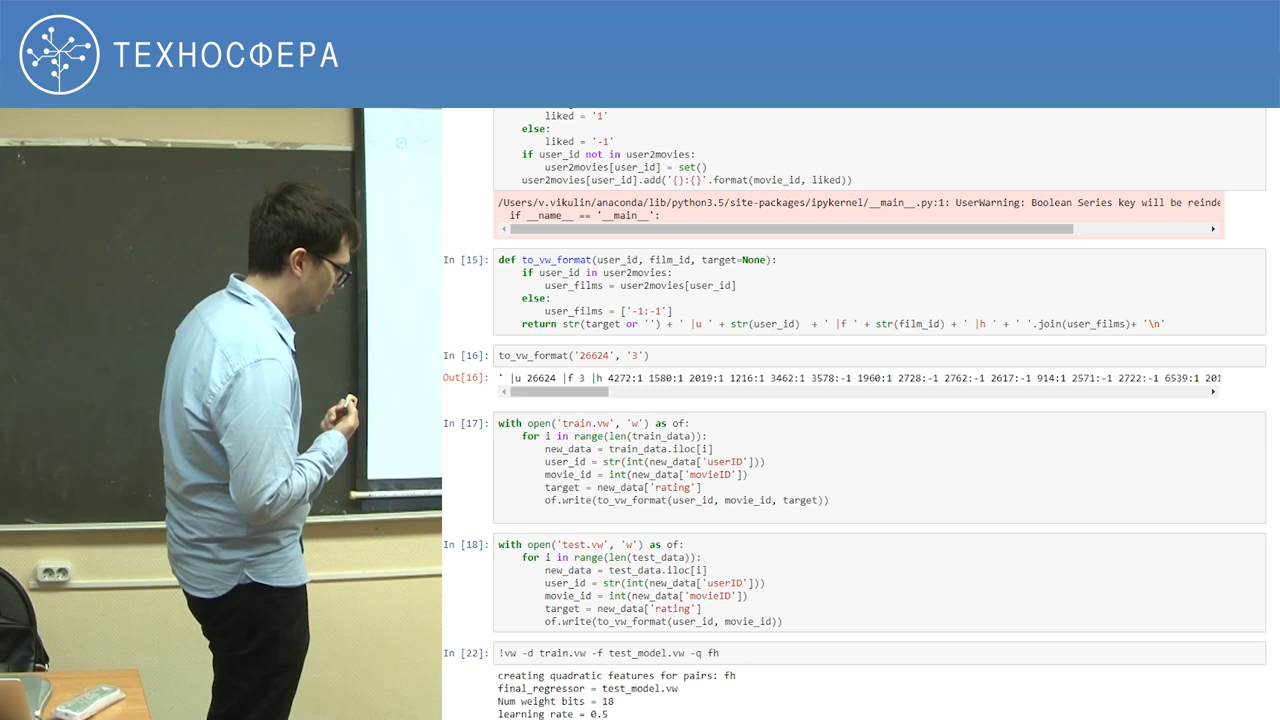 ТЕХНОСФЕРА
liked = '1'
else:
liked = '-1'
if user_id not in user2movies:
user2movies[user_id] = set()
user2movies[user_id].add('{}:{}'.format(movie_id, liked))
/Users/v.vikulin/anaconda/lib/python3.5/site-packages/ipykernel/__main__.py:1: UserWarning: Boolean Series key will be reinde
if __name__ == '__main__':
In [15]:
def to_vw_format(user_id, film_id, target=None):
if user_id in user2movies:
user_films = user2movies[user_id]
else:
user_films = ['-1:-1']
return str(target or '') + ' |u ' + str(user_id)  + ' |f ' + str(film_id) + ' |h ' + ' '.join(user_films)+ '\n'
In [16]:
to_vw_format('26624', '3')
Out[16]:
' |u 26624 |f 3 |h 4272:1 1580:1 2019:1 1216:1 3462:1 3578:-1 1960:1 2728:-1 2762:-1 2617:-1 914:1 2571:-1 2722:-1 6539:1 201
In [17]:
with open('train.vw', 'w') as of:
for i in range(len(train_data)):
new_data = train_data.iloc[i]
user_id = str(int(new_data['userID']))
movie_id = int(new_data['movieID'])
target = new_data['rating']
of.write(to_vw_format(user_id, movie_id, target))
In [18]:
with open('test.vw', 'w') as of:
for i in range(len(test_data)):
new_data = test_data.iloc[i]
user_id = str(int(new_data['userID']))
movie_id = int(new_data['movieID'])
target = new_data['rating']
of.write(to_vw_format(user_id, movie_id))
In [22]:
!vw -d train.vw -f test_model.vw -q fh
creating quadratic features for pairs: fh
final_regressor = test_model.vw
Num weight bits = 18
learning rate = 0.5